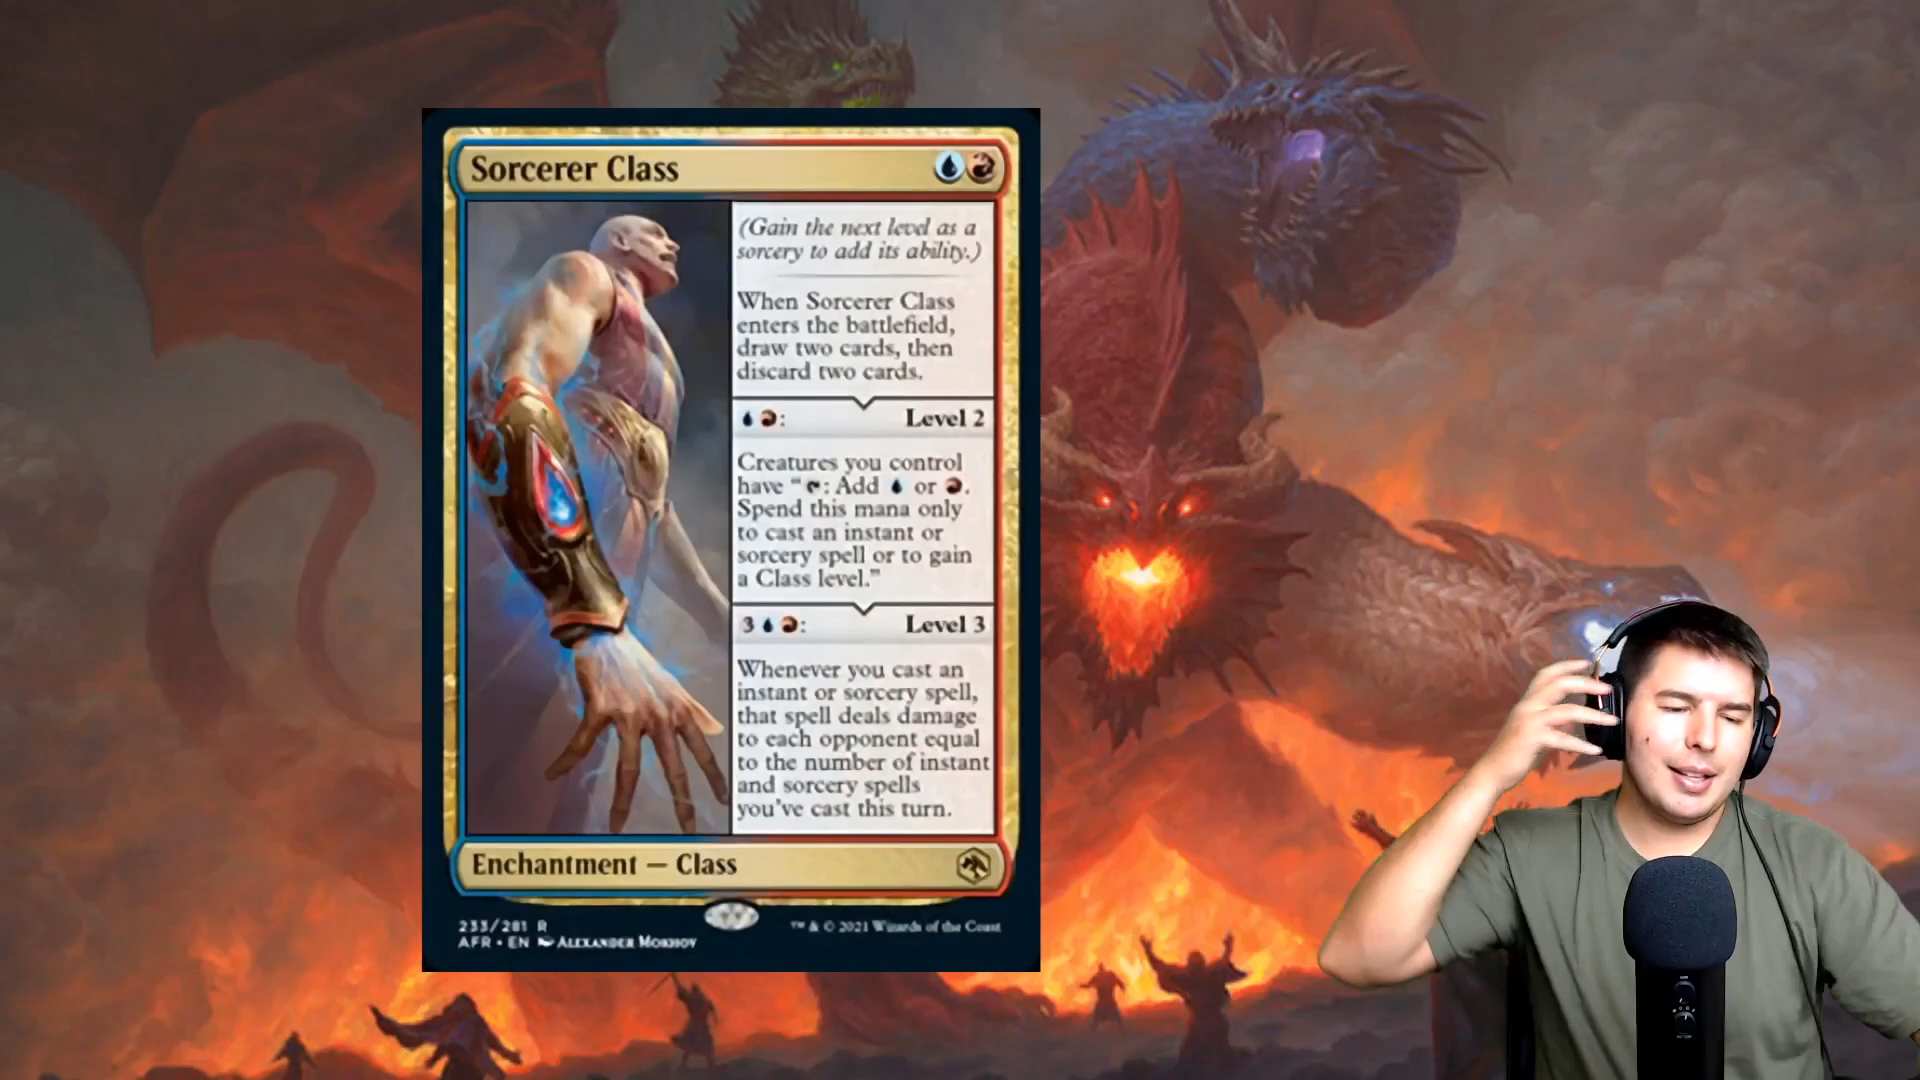 Sorcerer Class
(Gain the next level as a
sorcery to add its ability.)
When Sorcerer Class
enters the battlefield,
draw two cards, then
discard two cards.
: Level 2
Creatures you control
have " : Add or .
Spend this mana only
to cast an instant or
sorcery spell or to gain
a Class level."
3 : Level 3
Whenever you cast an
instant or sorcery spell,
that spell deals damage
to each opponent equal
to the number of instant
and sorcery spells
you've cast this turn.
Enchantment — Class
233/281 R
AFR • EN Alexander Mokhov
™ & © 2021 Wizards of the Coast